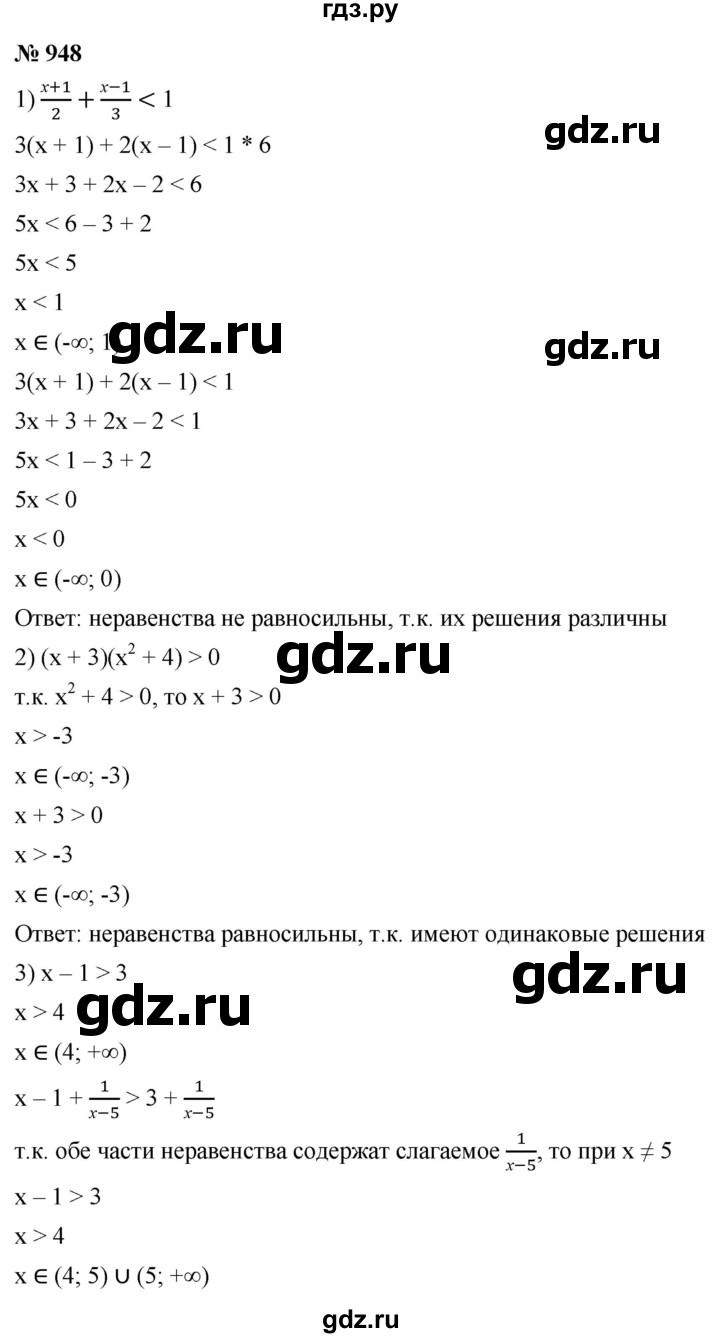 гдз.ру
№ 948
1) \frac{x+1}{2} + \frac{x−1}{3} < 1
gdz.ru
3(x + 1) + 2(x – 1) < 1 * 6
3x + 3 + 2x – 2 < 6
5x < 6 – 3 + 2
5x < 5
x < 1
x ∈ (-∞; 1
gdz.ru
gdz.ru
3(x + 1) + 2(x – 1) < 1
3x + 3 + 2x – 2 < 1
5x < 1 – 3 + 2
5x < 0
x < 0
x ∈ (-∞; 0)
Ответ: неравенства не равносильны, т.к. их решения различны
2) (x + 3)(x² + 4) > 0
gdz.ru
т.к. x² + 4 > 0, то x + 3 > 0
x > -3
x ∈ (-∞; -3)
x + 3 > 0
x > -3
x ∈ (-∞; -3)
Ответ: неравенства равносильны, т.к. имеют одинаковые решения
3) x – 1 > 3
gdz.ru
x > 4
gdz.ru
x ∈ (4; +∞)
x – 1 + \frac{1}{x−5} > 3 + \frac{1}{x−5}
т.к. обе части неравенства содержат слагаемое \frac{1}{x−5}, то при x ≠ 5
x – 1 > 3
x > 4
x ∈ (4; 5) ∪ (5; +∞)
gdz.ru